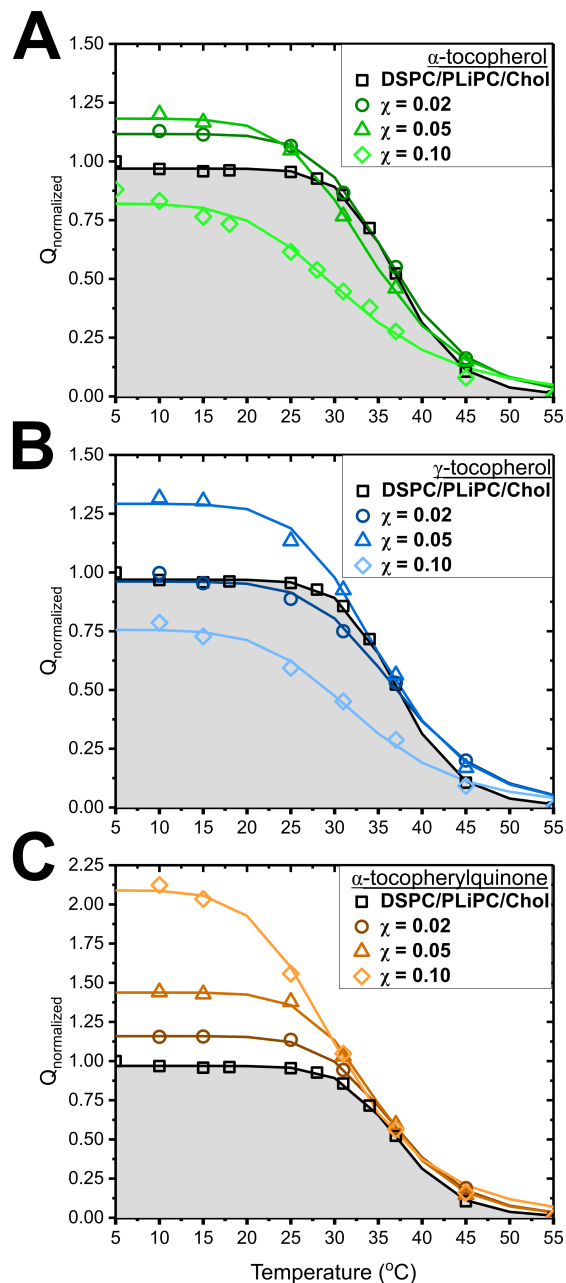 A
α-tocopherol
DSPC/PLiPC/Chol
χ = 0.02
χ = 0.05
χ = 0.10
Qnormalized
1.50
1.25
1.00
0.75
0.50
0.25
0.00
5 10 15 20 25 30 35 40 45 50 55
B
γ-tocopherol
DSPC/PLiPC/Chol
χ = 0.02
χ = 0.05
χ = 0.10
Qnormalized
1.50
1.25
1.00
0.75
0.50
0.25
0.00
5 10 15 20 25 30 35 40 45 50 55
C
α-tocopherylquinone
DSPC/PLiPC/Chol
χ = 0.02
χ = 0.05
χ = 0.10
Qnormalized
2.25
2.00
1.75
1.50
1.25
1.00
0.75
0.50
0.25
0.00
5 10 15 20 25 30 35 40 45 50 55
Temperature (°C)